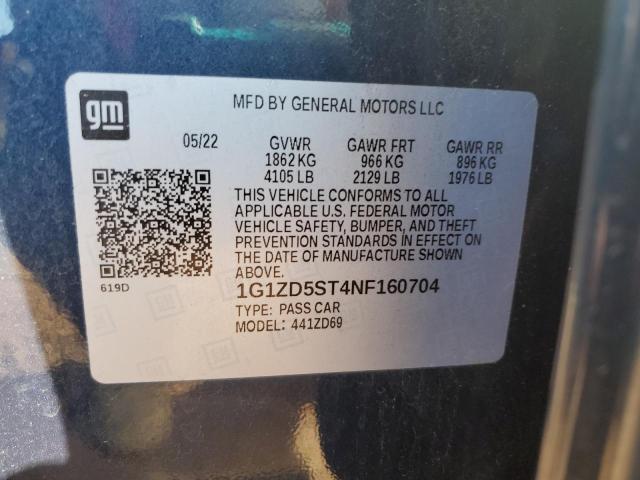 gm
MFD BY GENERAL MOTORS LLC
05/22 GVWR GAWR FRT GAWR RR
1862 KG 966 KG 896 KG
4105 LB 2129 LB 1976 LB
THIS VEHICLE CONFORMS TO ALL
APPLICABLE U.S. FEDERAL MOTOR
VEHICLE SAFETY, BUMPER, AND THEFT
PREVENTION STANDARDS IN EFFECT ON
THE DATE OF MANUFACTURE SHOWN
ABOVE.
619D
1G1ZD5ST4NF160704
TYPE: PASS CAR
MODEL: 441ZD69